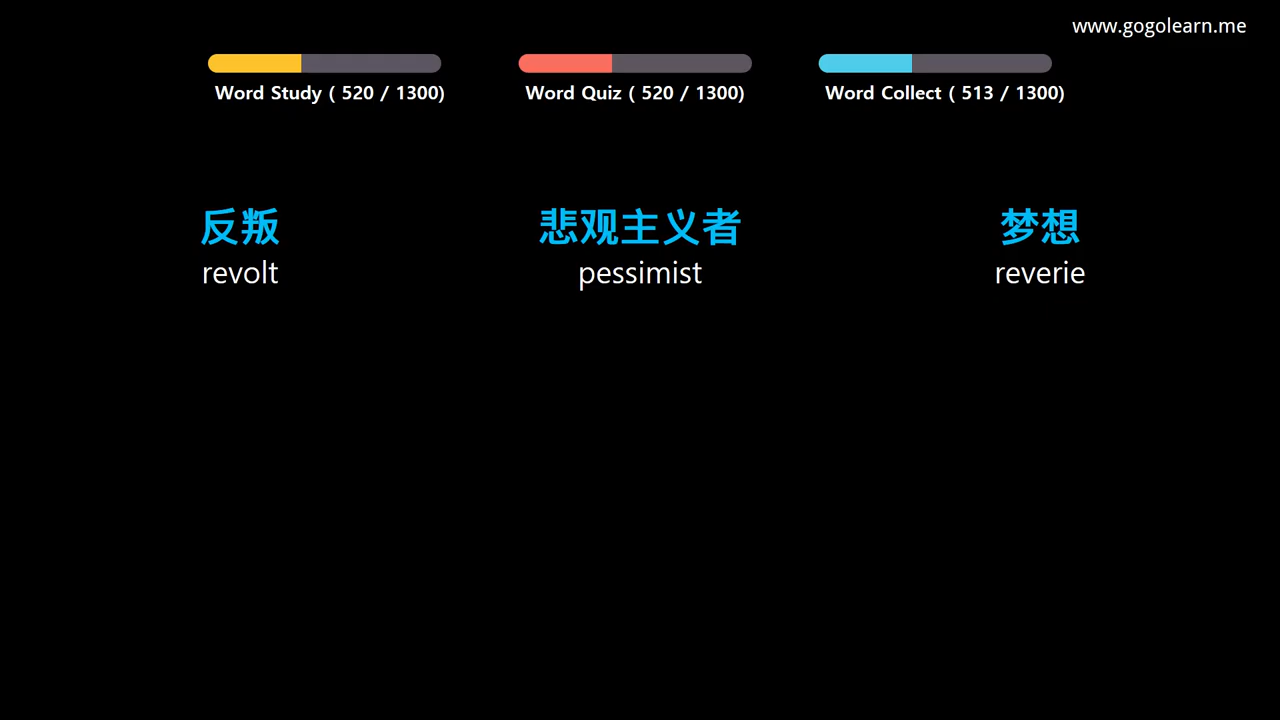 www.gogolearn.me
Word Study ( 520 / 1300)
Word Quiz ( 520 / 1300)
Word Collect ( 513 / 1300)
反叛
revolt
悲观主义者
pessimist
梦想
reverie